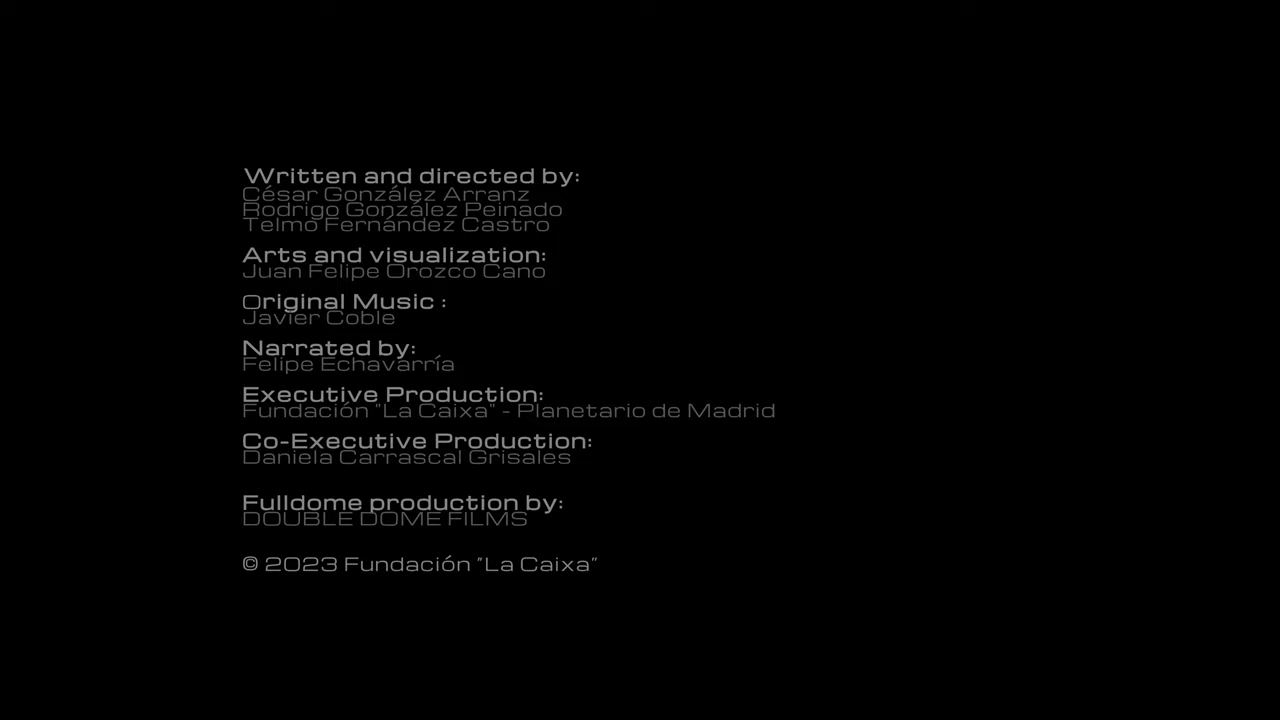 Written and directed by:
César González Arranz
Rodrigo González Peinado
Telmo Fernández Castro
Arts and visualization:
Juan Felipe Orozco Cano
Original Music :
Javier Coble
Narrated by:
Felipe Echavarría
Executive Production:
Fundación "La Caixa" - Planetario de Madrid
Co-Executive Production:
Daniela Carrascal Grisales
Fulldome production by:
DOUBLE DOME FILMS
© 2023 Fundación "La Caixa"